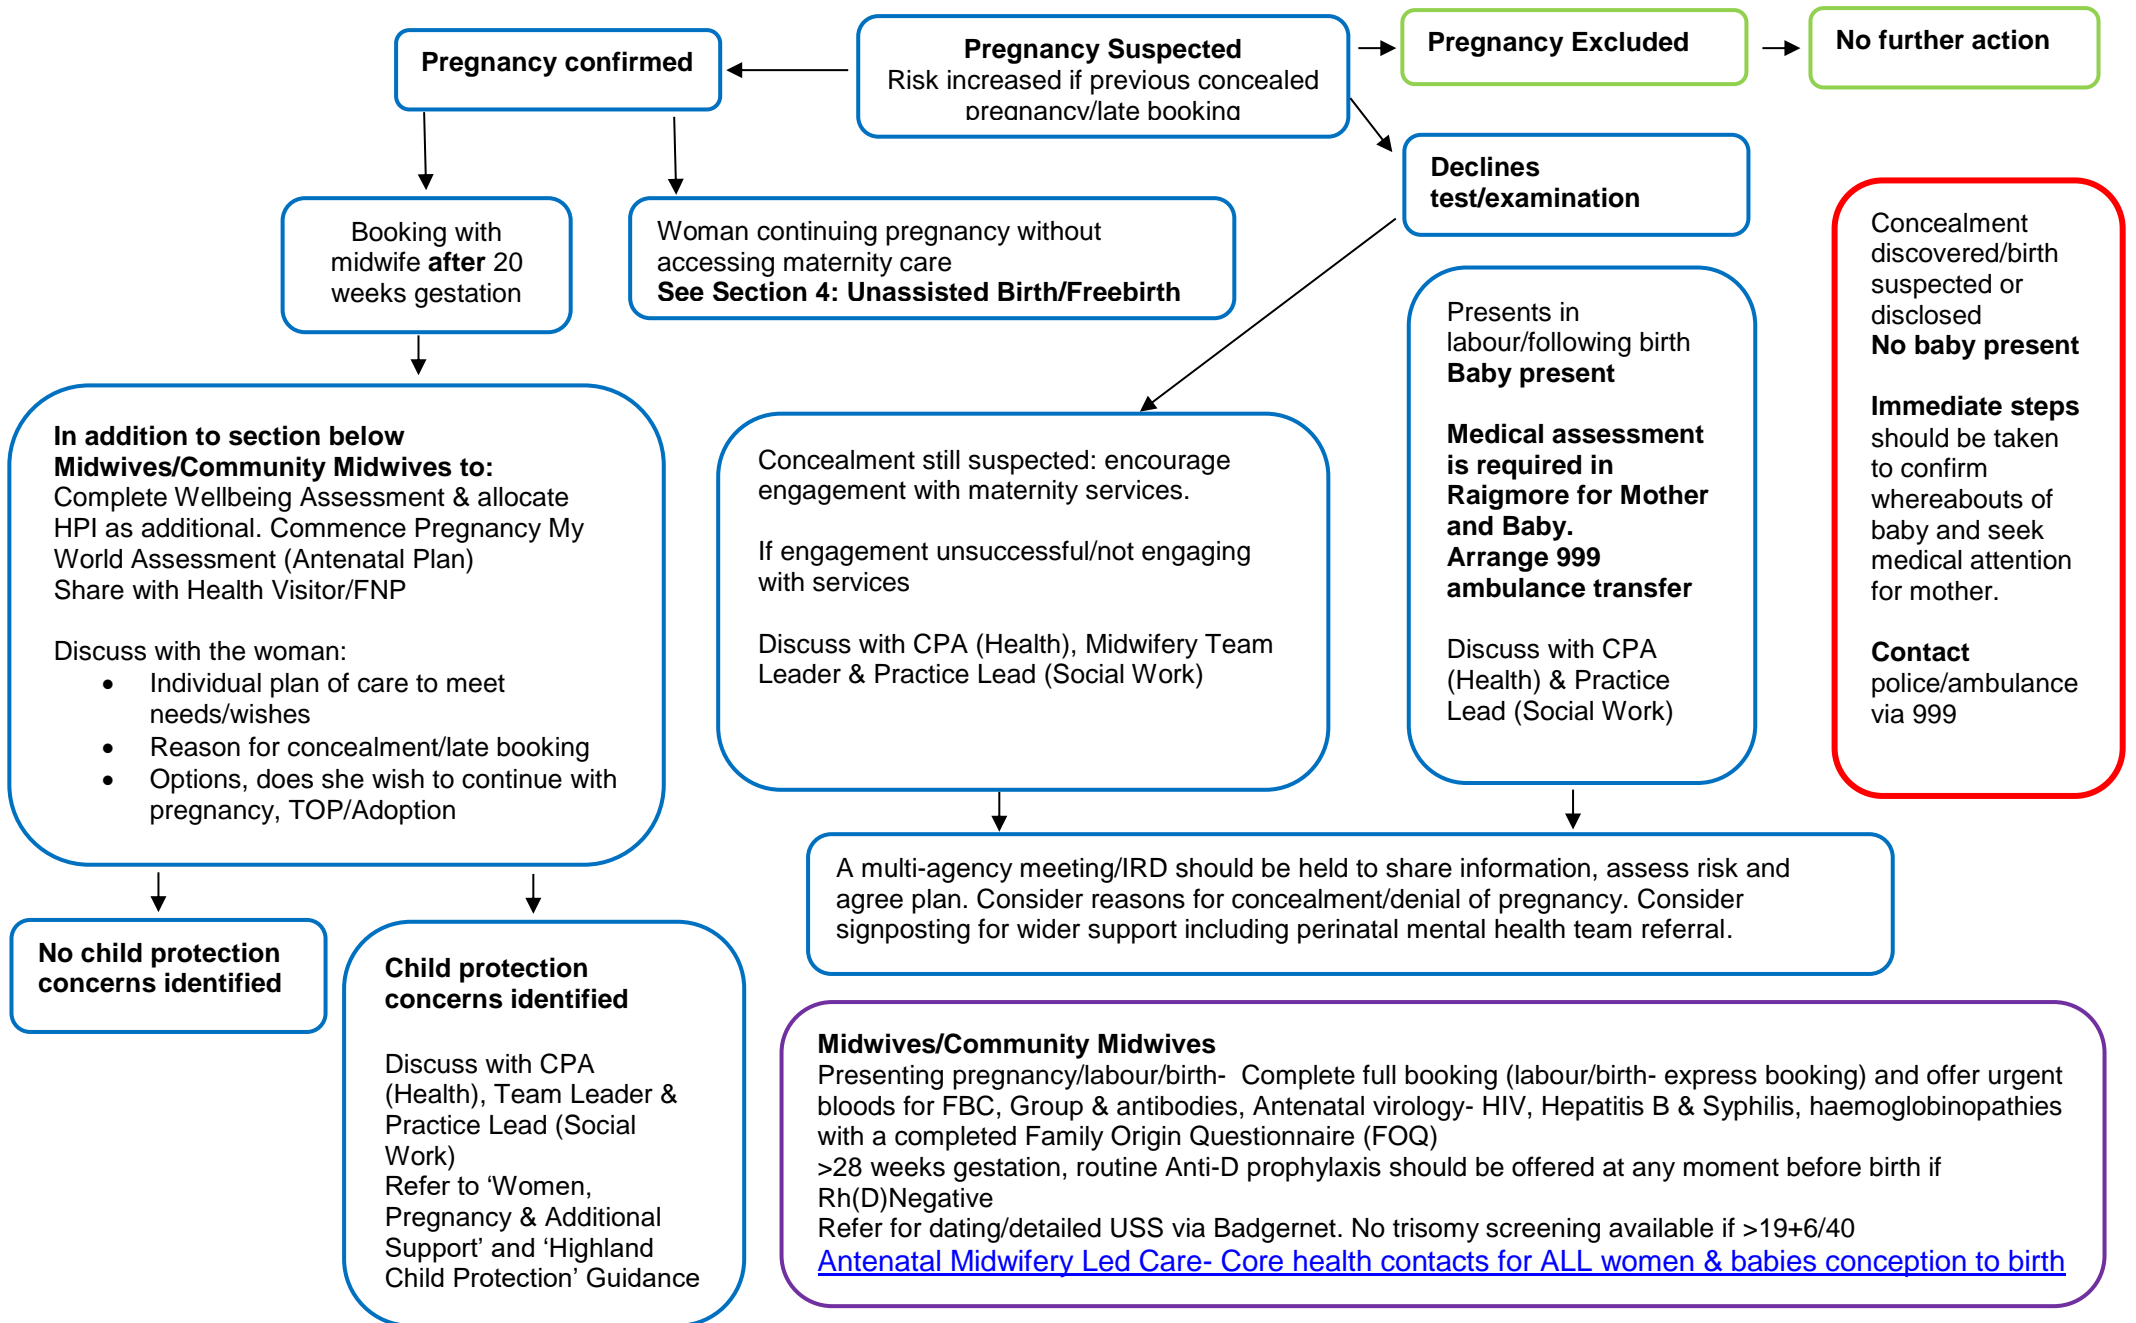 Pregnancy confirmed
Pregnancy Suspected
Risk increased if previous concealed
pregnancy/late booking
Pregnancy Excluded
No further action
Declines
test/examination
Booking with
midwife after 20
weeks gestation
Woman continuing pregnancy without
accessing maternity care
See Section 4: Unassisted Birth/Freebirth
In addition to section below
Midwives/Community Midwives to:
Complete Wellbeing Assessment & allocate
HPI as additional. Commence Pregnancy My
World Assessment (Antenatal Plan)
Share with Health Visitor/FNP
Discuss with the woman:
• Individual plan of care to meet
needs/wishes
• Reason for concealment/late booking
• Options, does she wish to continue with
pregnancy, TOP/Adoption
Concealment still suspected: encourage
engagement with maternity services.
If engagement unsuccessful/not engaging
with services
Discuss with CPA (Health), Midwifery Team
Leader & Practice Lead (Social Work)
Presents in
labour/following birth
Baby present
Medical assessment
is required in
Raigmore for Mother
and Baby.
Arrange 999
ambulance transfer
Discuss with CPA
(Health) & Practice
Lead (Social Work)
Concealment
discovered/birth
suspected or
disclosed
No baby present
Immediate steps
should be taken
to confirm
whereabouts of
baby and seek
medical attention
for mother.
Contact
police/ambulance
via 999
A multi-agency meeting/IRD should be held to share information, assess risk and
agree plan. Consider reasons for concealment/denial of pregnancy. Consider
signposting for wider support including perinatal mental health team referral.
No child protection
concerns identified
Child protection
concerns identified
Discuss with CPA
(Health), Team Leader &
Practice Lead (Social
Work)
Refer to ‘Women,
Pregnancy & Additional
Support’ and ‘Highland
Child Protection’ Guidance
Midwives/Community Midwives
Presenting pregnancy/labour/birth- Complete full booking (labour/birth- express booking) and offer urgent
bloods for FBC, Group & antibodies, Antenatal virology- HIV, Hepatitis B & Syphilis, haemoglobinopathies
with a completed Family Origin Questionnaire (FOQ)
>28 weeks gestation, routine Anti-D prophylaxis should be offered at any moment before birth if
Rh(D)Negative
Refer for dating/detailed USS via Badgernet. No trisomy screening available if >19+6/40
Antenatal Midwifery Led Care- Core health contacts for ALL women & babies conception to birth